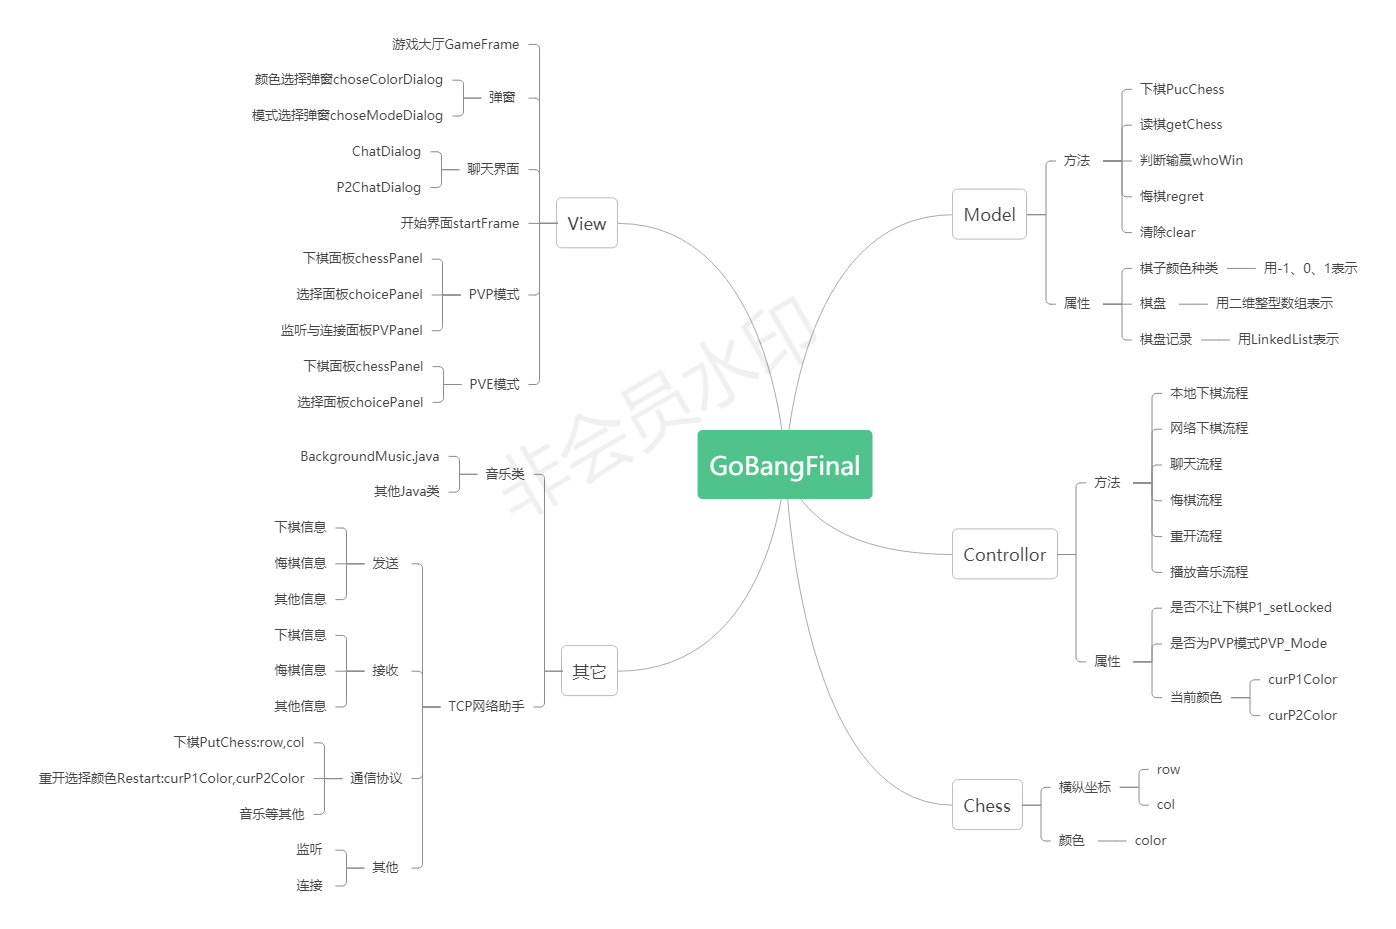 GoBangFinal
Model
方法
下棋PucChess
读棋getChess
判断输赢whoWin
悔棋regret
清除clear
属性
棋子颜色种类
用-1、0、1表示
棋盘
用二维整型数组表示
棋盘记录
用LinkedList表示
Controllor
方法
本地下棋流程
网络下棋流程
聊天流程
悔棋流程
重开流程
播放音乐流程
属性
是否不让下棋P1_setLocked
是否为PVP模式PVP_Mode
当前颜色
curP1Color
curP2Color
Chess
横纵坐标
row
col
颜色
color
View
游戏大厅GameFrame
弹窗
颜色选择弹窗choseColorDialog
模式选择弹窗choseModeDialog
聊天界面
ChatDialog
P2ChatDialog
开始界面startFrame
PVP模式
下棋面板chessPanel
选择面板choicePanel
监听与连接面板PVPanel
PVE模式
下棋面板chessPanel
选择面板choicePanel
其它
音乐类
BackgroundMusic.java
其他Java类
TCP网络助手
发送
下棋信息
悔棋信息
其他信息
接收
下棋信息
悔棋信息
其他信息
通信协议
下棋PutChess:row,col
重开选择颜色Restart:curP1Color,curP2Color
音乐等其他
其他
监听
连接
非会员水印